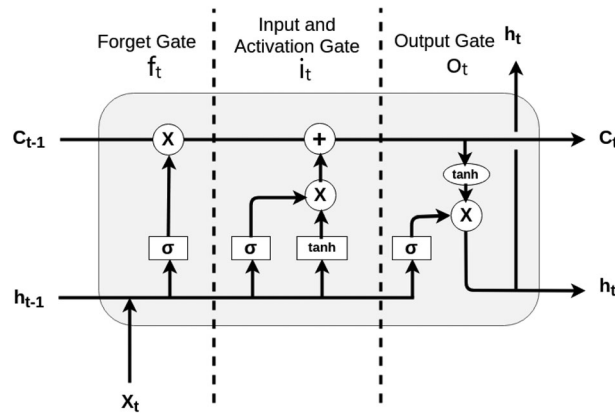 Forget Gate
fₜ
Input and
Activation Gate
iₜ
Output Gate
oₜ
hₜ
Cₜ₋₁
X
+
Cₜ
tanh
X
X
σ
σ
tanh
σ
hₜ₋₁
hₜ
Xₜ